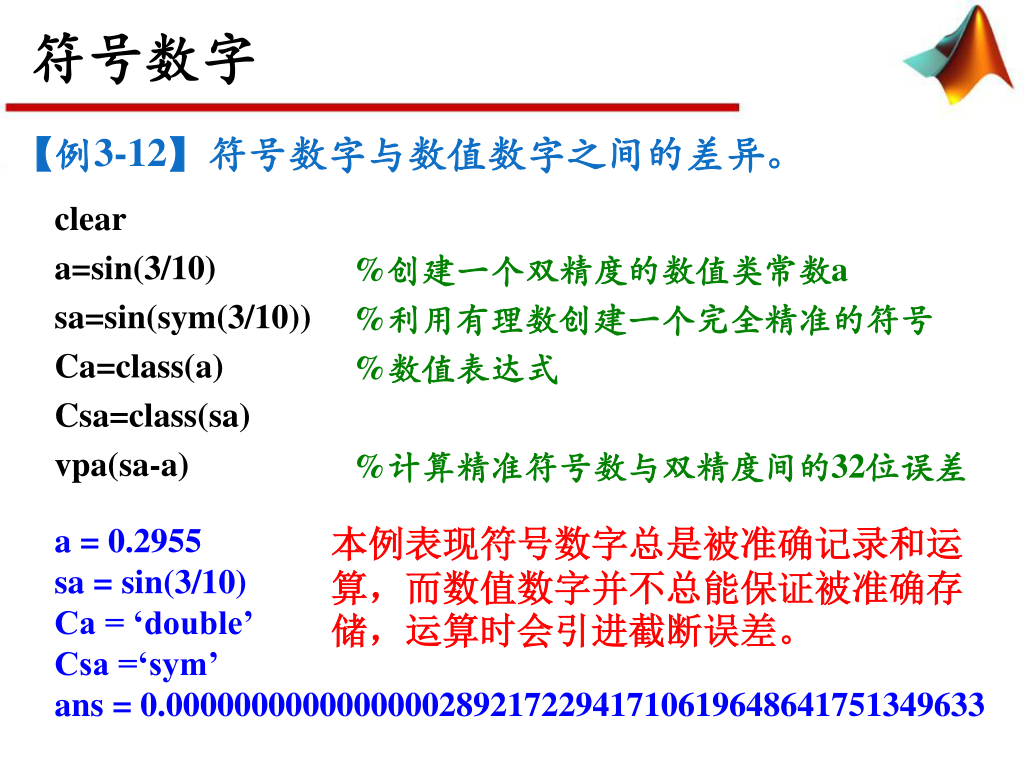 符号数字
【例3-12】符号数字与数值数字之间的差异。
clear
a=sin(3/10) %创建一个双精度的数值类常数a
sa=sin(sym(3/10)) %利用有理数创建一个完全精准的符号
Ca=class(a) %数值表达式
Csa=class(sa)
vpa(sa-a) %计算精准符号数与双精度间的32位误差
a = 0.2955
sa = sin(3/10)
Ca = ‘double’
Csa =‘sym’
本例表现符号数字总是被准确记录和运
算，而数值数字并不总能保证被准确存
储，运算时会引进截断误差。
ans = 0.000000000000000028921722941710619648641751349633